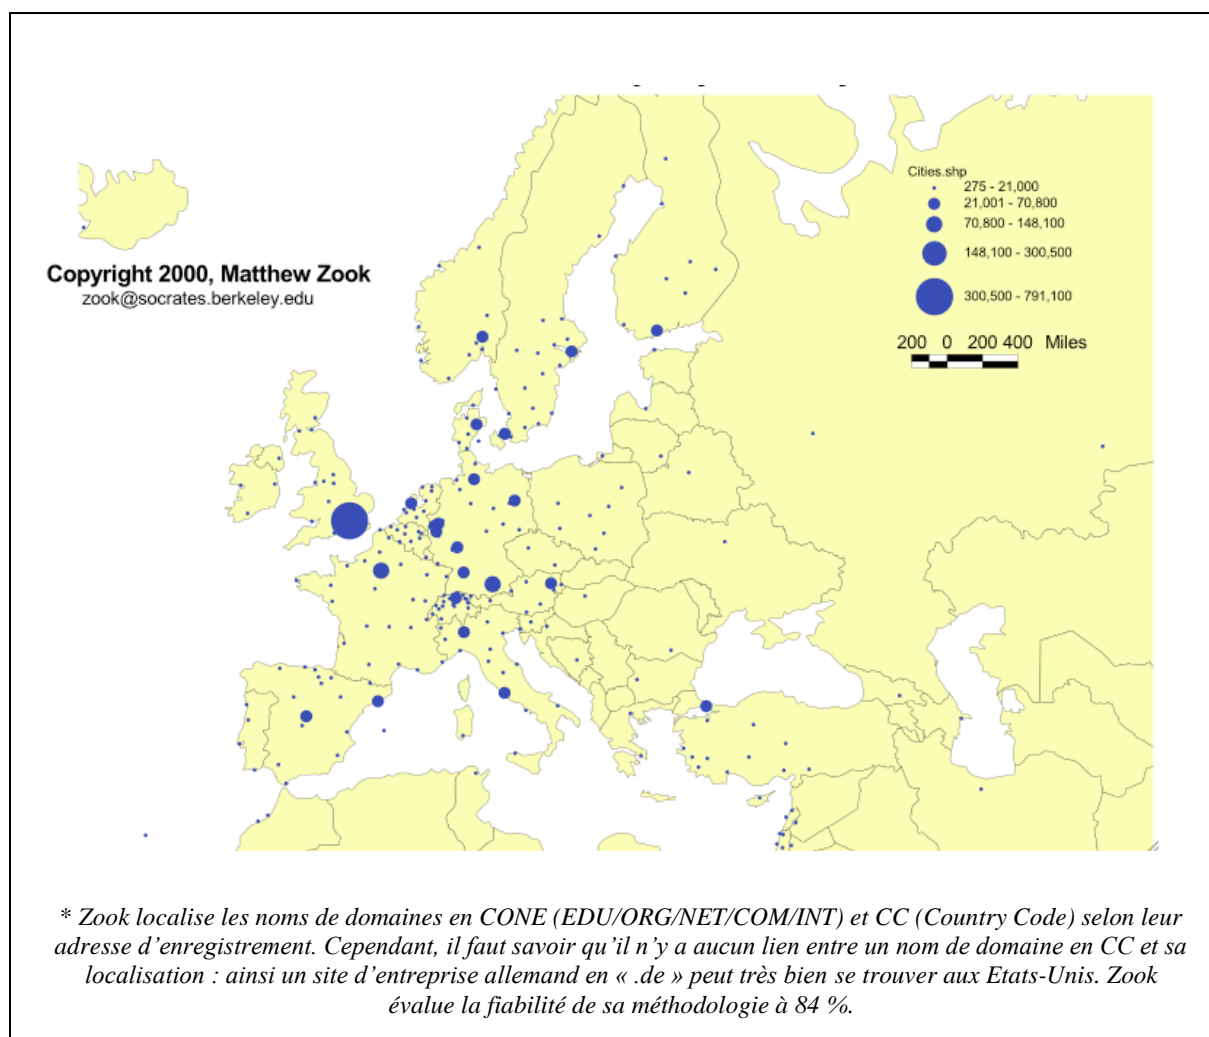 Cities.shp
275 - 21,000
21,001 - 70,800
70,800 - 148,100
148,100 - 300,500
300,500 - 791,100
Copyright 2000, Matthew Zook
zook@socrates.berkeley.edu
200 0 200 400 Miles
* Zook localise les noms de domaines en CONE (EDU/ORG/NET/COM/INT) et CC (Country Code) selon leur
adresse d’enregistrement. Cependant, il faut savoir qu’il n’y a aucun lien entre un nom de domaine en CC et sa
localisation : ainsi un site d’entreprise allemand en « .de » peut très bien se trouver aux Etats-Unis. Zook
évalue la fiabilité de sa méthodologie à 84 %.